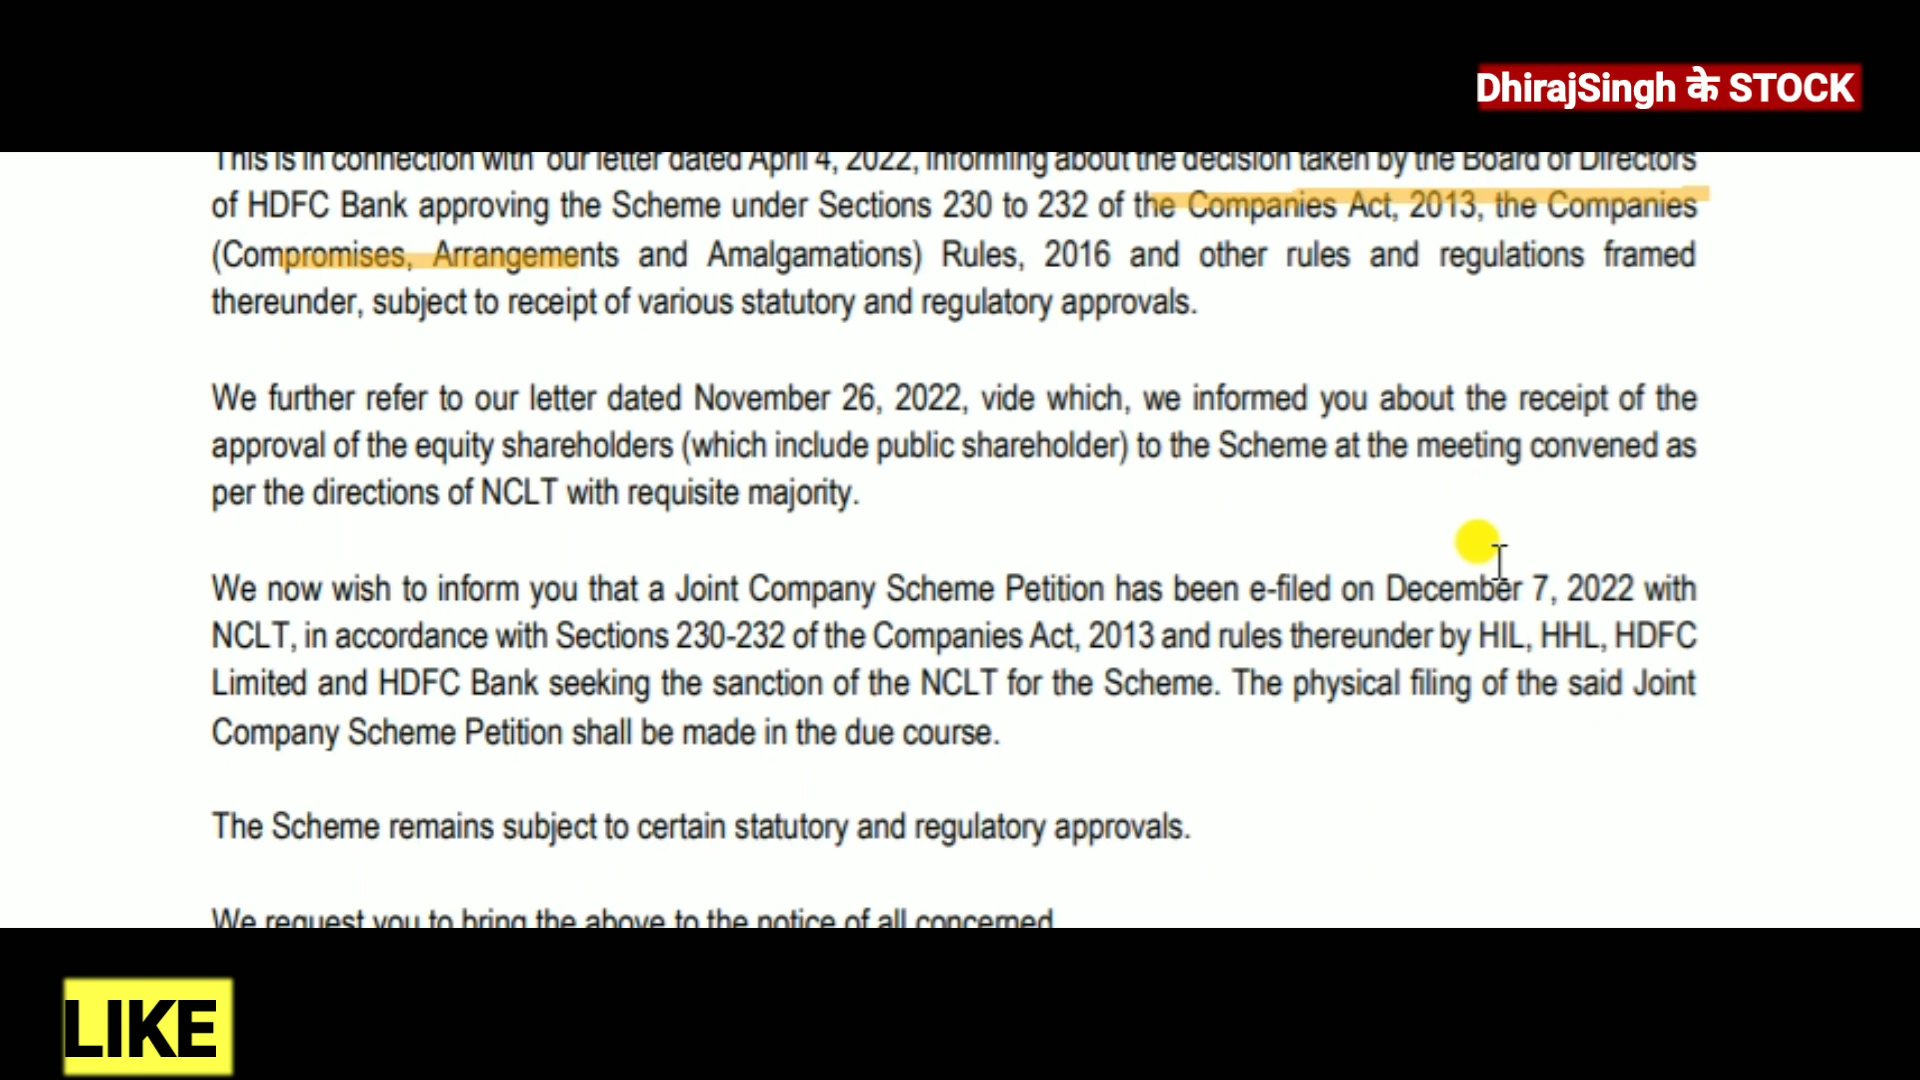 DhirajSingh के STOCK
This is in connection with our letter dated April 4, 2022, informing about the decision taken by the Board of Directors
of HDFC Bank approving the Scheme under Sections 230 to 232 of the Companies Act, 2013, the Companies
(Compromises, Arrangements and Amalgamations) Rules, 2016 and other rules and regulations framed
thereunder, subject to receipt of various statutory and regulatory approvals.
We further refer to our letter dated November 26, 2022, vide which, we informed you about the receipt of the
approval of the equity shareholders (which include public shareholder) to the Scheme at the meeting convened as
per the directions of NCLT with requisite majority.
We now wish to inform you that a Joint Company Scheme Petition has been e-filed on December 7, 2022 with
NCLT, in accordance with Sections 230-232 of the Companies Act, 2013 and rules thereunder by HIL, HHL, HDFC
Limited and HDFC Bank seeking the sanction of the NCLT for the Scheme. The physical filing of the said Joint
Company Scheme Petition shall be made in the due course.
The Scheme remains subject to certain statutory and regulatory approvals.
We request you to bring the above to the notice of all concerned
LIKE